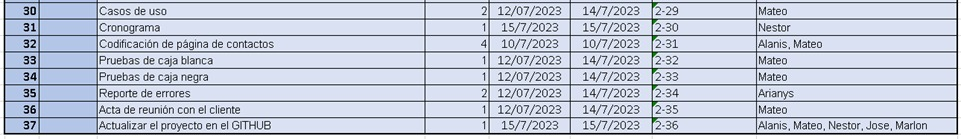 30 Casos de uso 2 12/07/2023 14/7/2023 2-29 Mateo
31 Cronograma 1 15/7/2023 15/7/2023 2-30 Nestor
32 Codificación de página de contactos 4 10/7/2023 10/7/2023 2-31 Alanis, Mateo
33 Pruebas de caja blanca 1 12/07/2023 14/7/2023 2-32 Mateo
34 Pruebas de caja negra 1 12/07/2023 14/7/2023 2-33 Mateo
35 Reporte de errores 2 12/07/2023 14/7/2023 2-34 Arianys
36 Acta de reunión con el cliente 1 12/07/2023 14/7/2023 2-35 Mateo
37 Actualizar el proyecto en el GITHUB 1 15/7/2023 15/7/2023 2-36 Alanis, Mateo, Nestor, Jose, Marlon